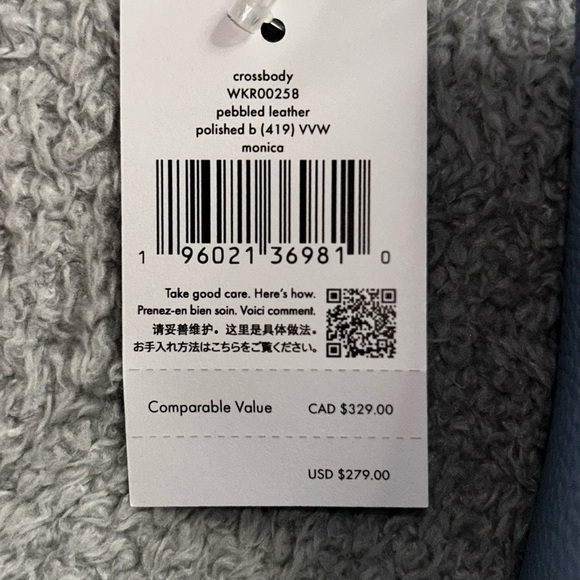 crossbody
WKR00258
pebbled leather
polished b (419) VVW
monica
1 96021 36981 0
Take good care. Here's how.
Prenez-en bien soin. Voici comment.
请妥善维护。这里是具体做法。
お手入れ方法はこちらをご覧ください。
Comparable Value CAD $329.00
USD $279.00